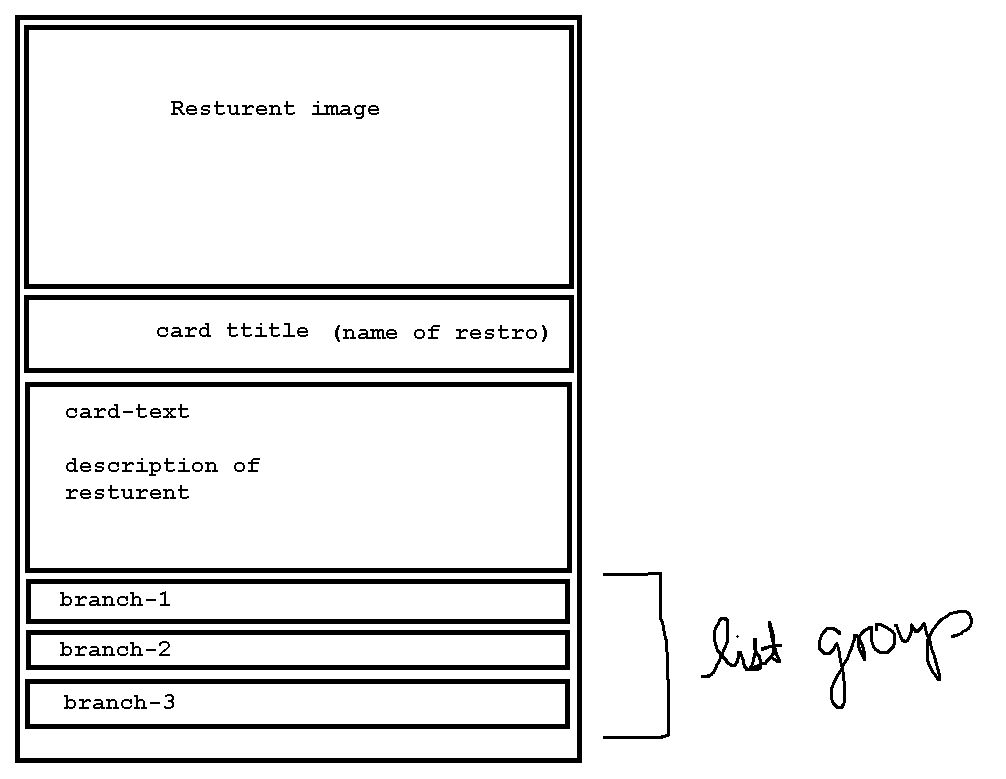 Resturent image
card ttitle (name of restro)
card-text
description of
resturent
branch-1
branch-2
branch-3
list group